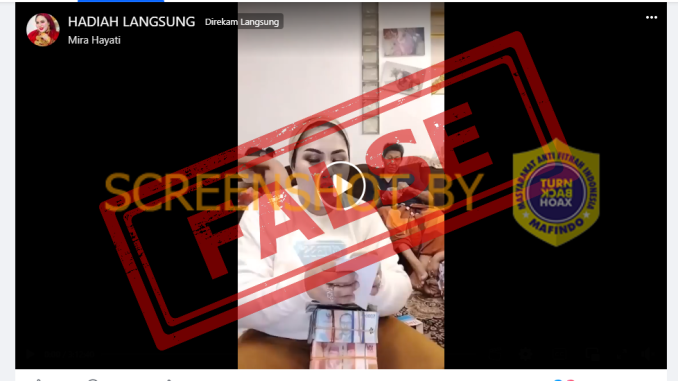 HADIAH LANGSUNG Direkam Langsung
Mira Hayati
FALSE
SCREENSHOT BY
MASYARAKAT ANTI FITNAH INDONESIA
TURN
BACK
HOAX
MAFINDO